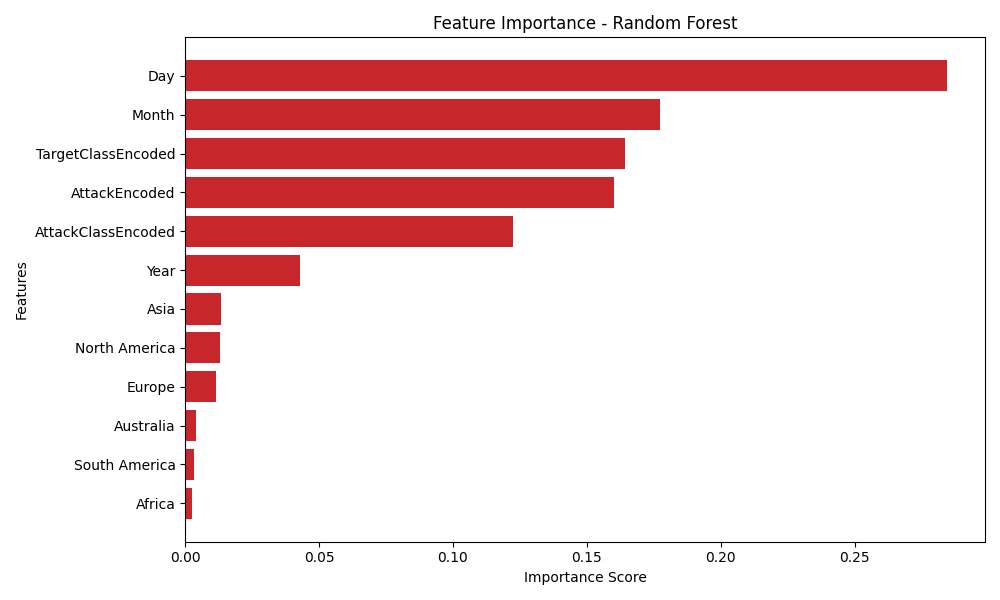 Feature Importance - Random Forest
Features
Day
Month
TargetClassEncoded
AttackEncoded
AttackClassEncoded
Year
Asia
North America
Europe
Australia
South America
Africa
0.00 0.05 0.10 0.15 0.20 0.25
Importance Score